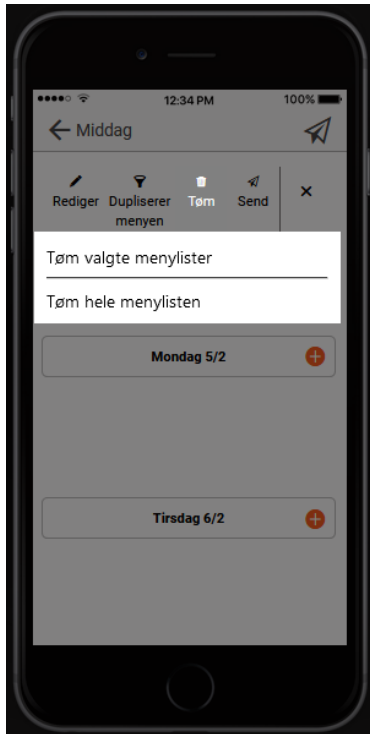 12:34 PM 100%
Middag
Rediger Dupliserer Tøm Send
menyen
Tøm valgte menylister
Tøm hele menylisten
Mondag 5/2
Tirsdag 6/2